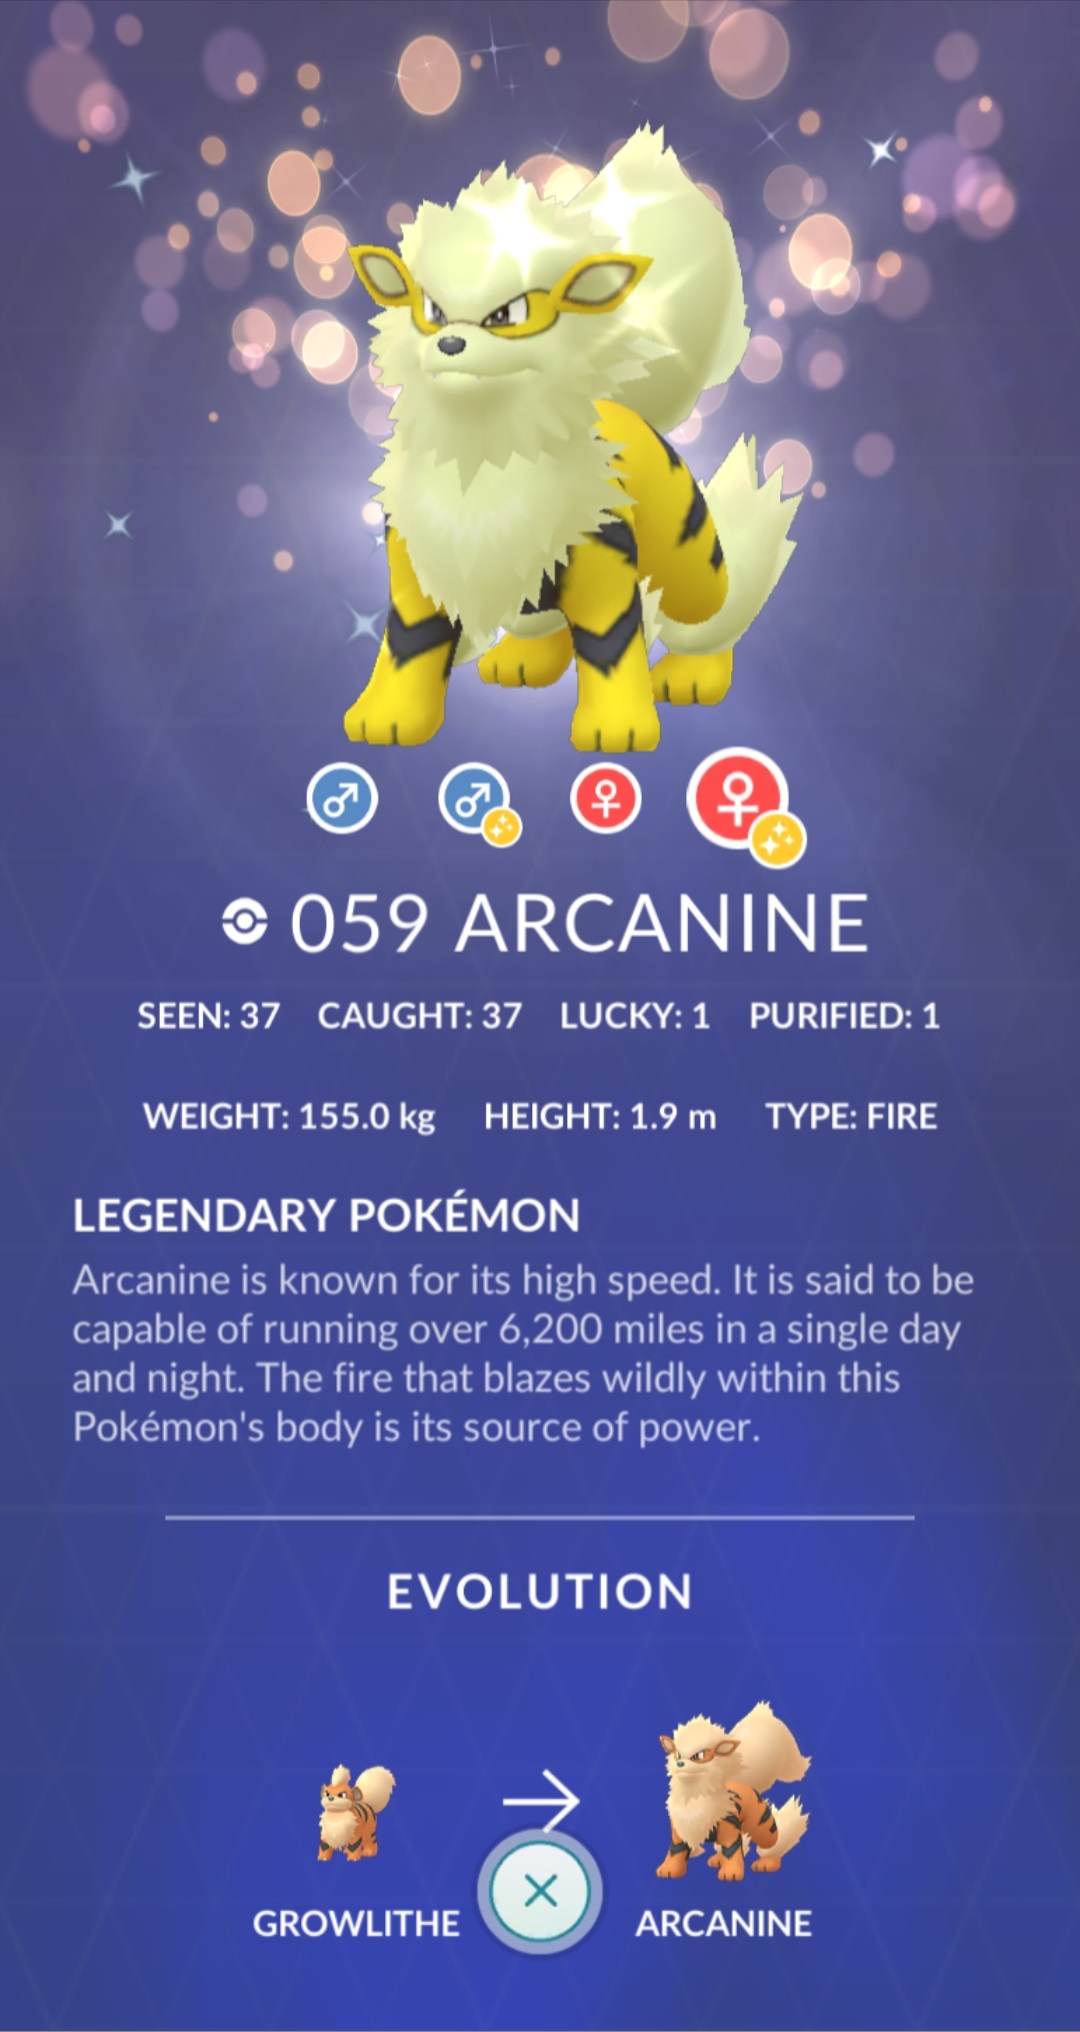 059 ARCANINE
SEEN: 37 CAUGHT: 37 LUCKY: 1 PURIFIED: 1
WEIGHT: 155.0 kg HEIGHT: 1.9 m TYPE: FIRE
LEGENDARY POKÉMON
Arcanine is known for its high speed. It is said to be
capable of running over 6,200 miles in a single day
and night. The fire that blazes wildly within this
Pokémon's body is its source of power.
EVOLUTION
GROWLITHE ARCANINE